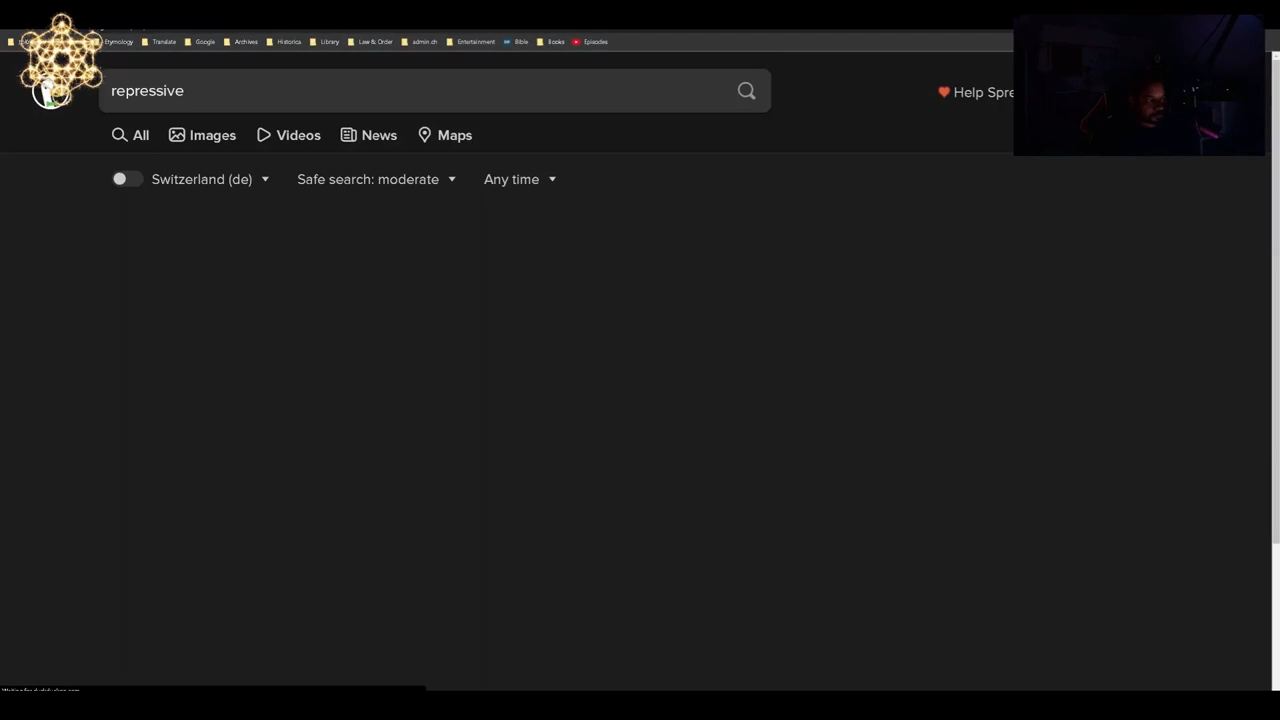 Etymology Translate Google Archives Historica Library Law & Order admin.ch Entertainment Bible Books Episodes
repressive
Help Spre
All Images Videos News Maps
Switzerland (de) Safe search: moderate Any time